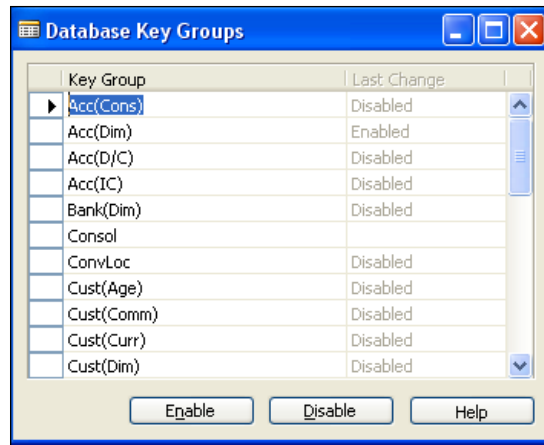 Database Key Groups
Key Group Last Change
Acc(Cons) Disabled
Acc(Dim) Enabled
Acc(D/C) Disabled
Acc(IC) Disabled
Bank(Dim) Disabled
Consol
ConvLoc Disabled
Cust(Age) Disabled
Cust(Comm) Disabled
Cust(Curr) Disabled
Cust(Dim) Disabled
Enable Disable Help